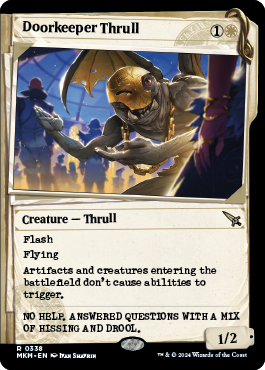 Doorkeeper Thrull 1
Creature — Thrull
Flash
Flying
Artifacts and creatures entering the
battlefield don't cause abilities to
trigger.
NO HELP, ANSWERED QUESTIONS WITH A MIX
OF HISSING AND DROOL.
1/2
R 0338
MKM • EN Ivan Shavrin
™ & © 2024 Wizards of the Coast